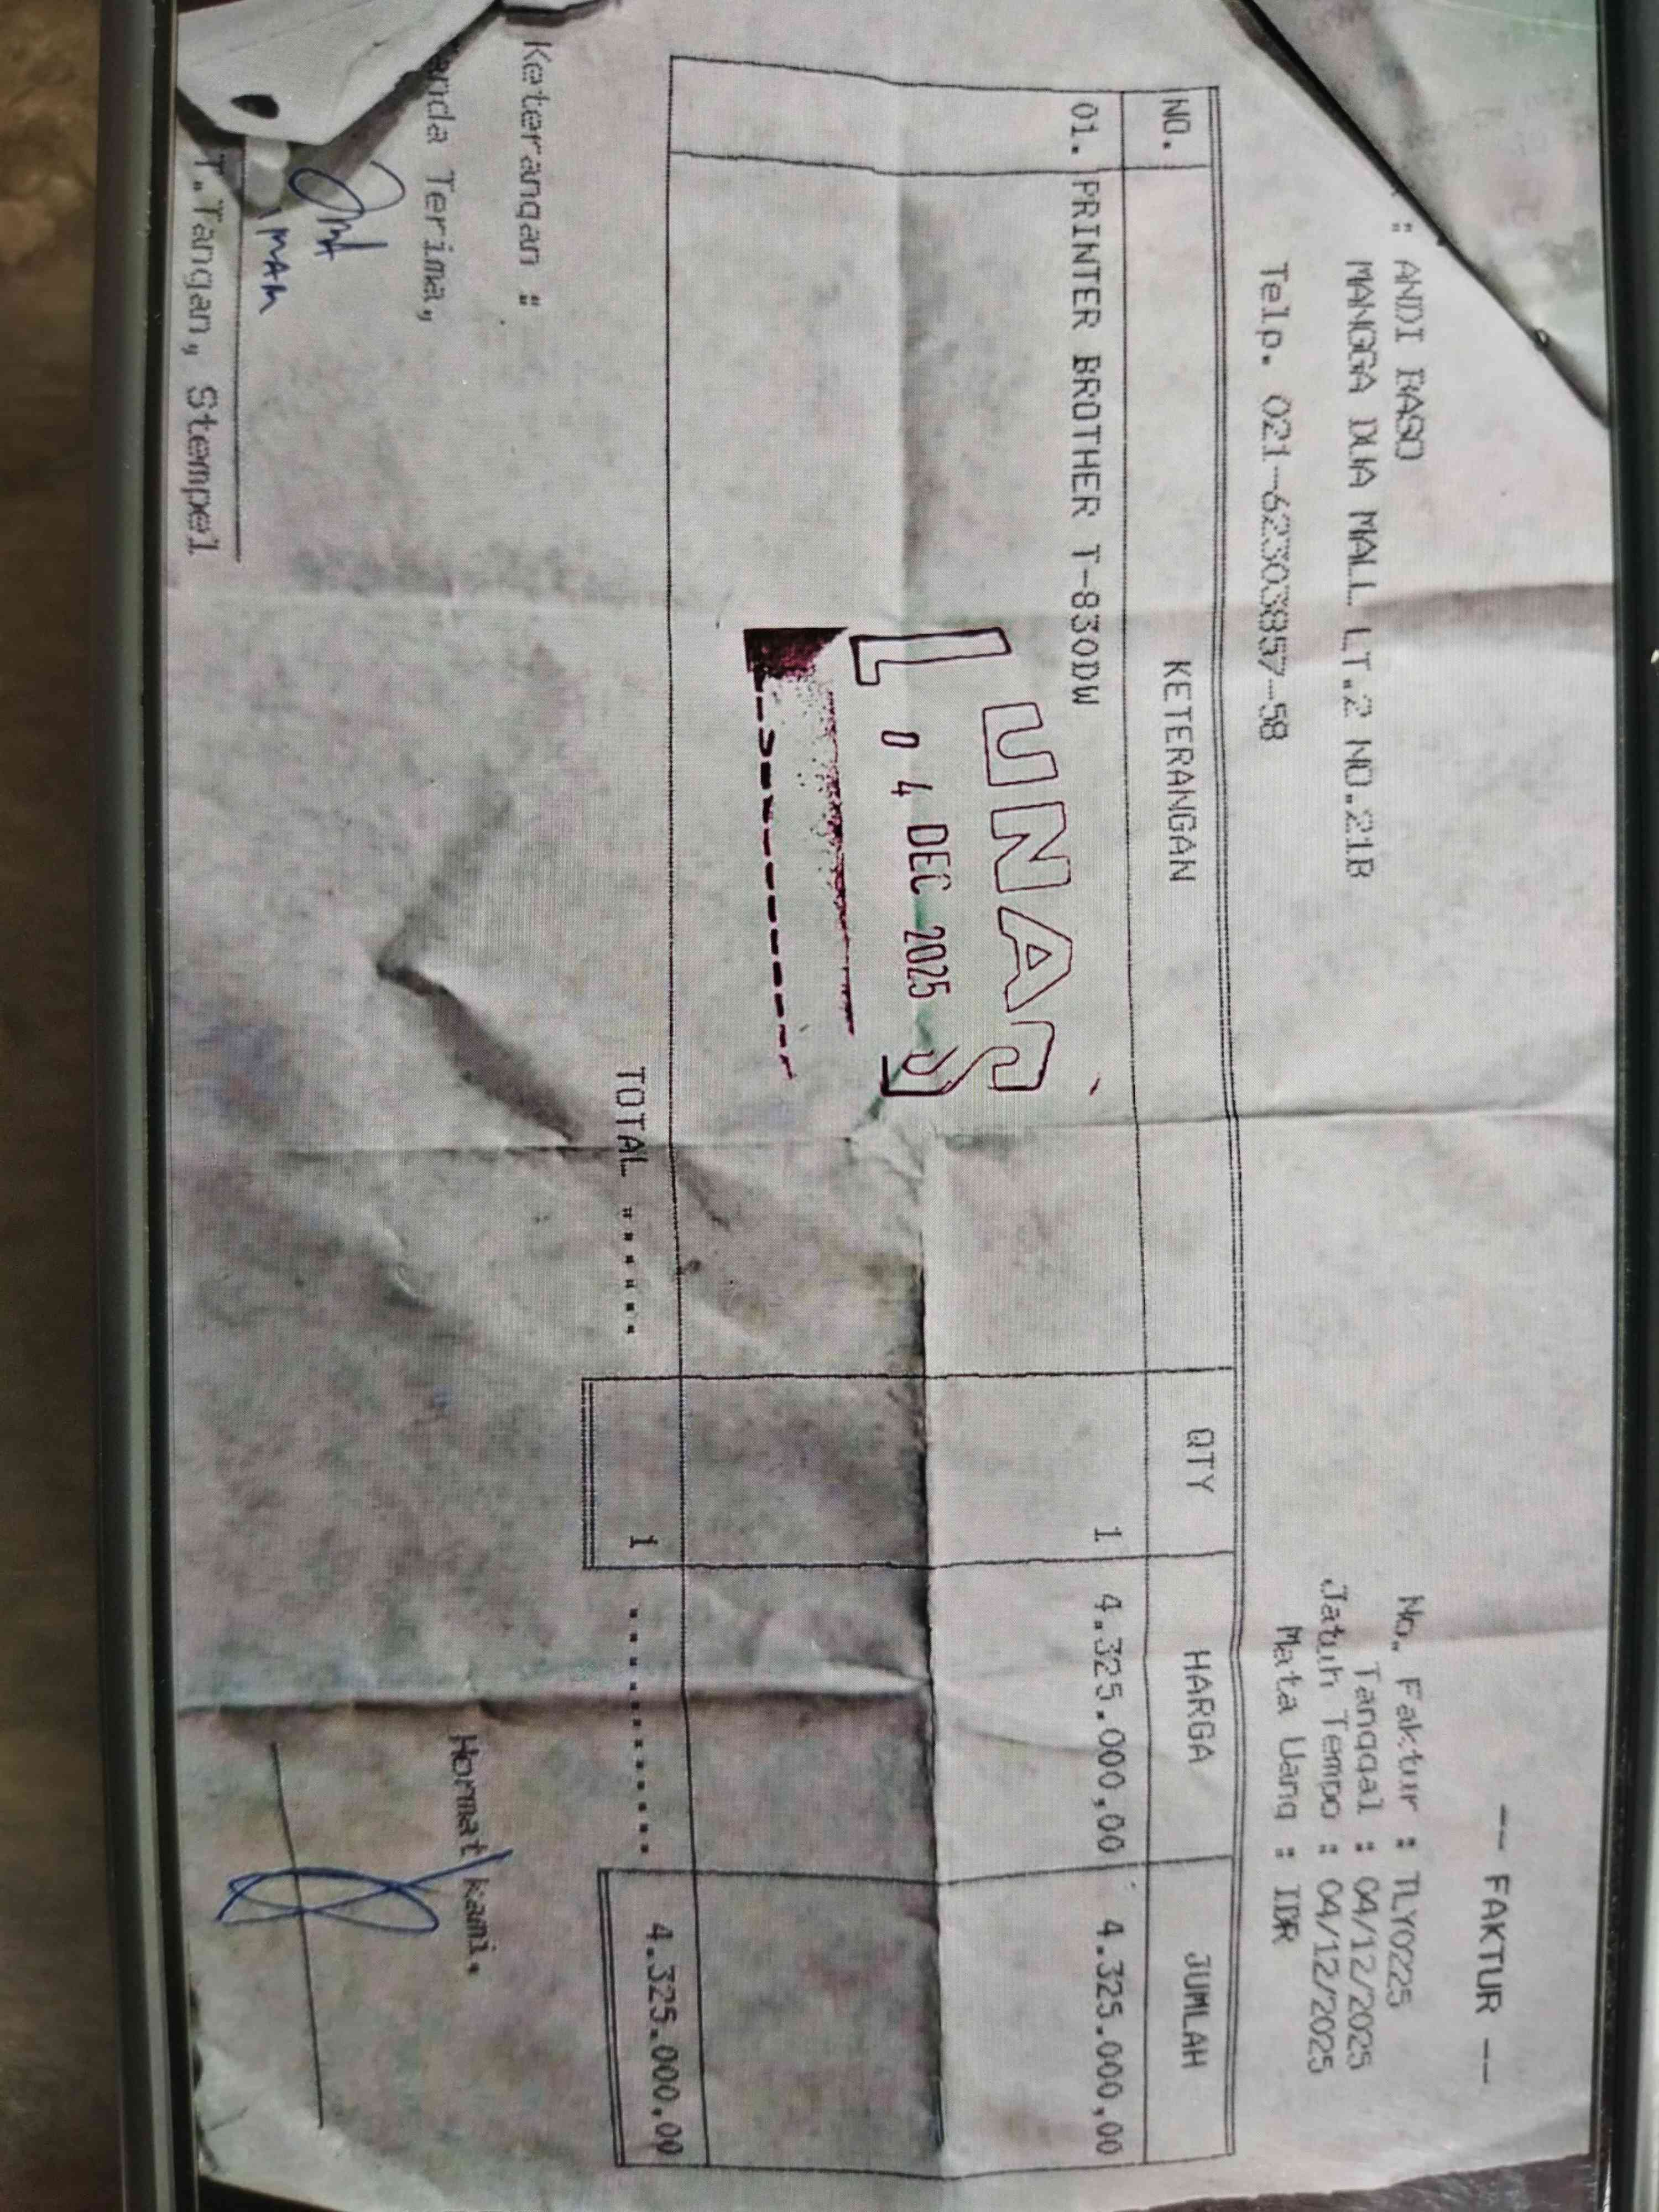 -- FAKTUR --
: ANDI BASO
MANGGA DUA MALL LT.2 NO.21B
Telp. 021-62303857-58
No. Faktur : TLY0225
Tanggal : 04/12/2025
Jatuh Tempo : 04/12/2025
Mata Uang : IDR
NO. KETERANGAN QTY HARGA JUMLAH
01. PRINTER BROTHER T-830DW 1 4.325.000,00 4.325.000,00
LUNAS
04 DEC 2025
TOTAL ...... 1 ........... 4.325.000,00
Keterangan :
anda Terima,
Hormat kami.
iMAN
T.Tangan, Stempel